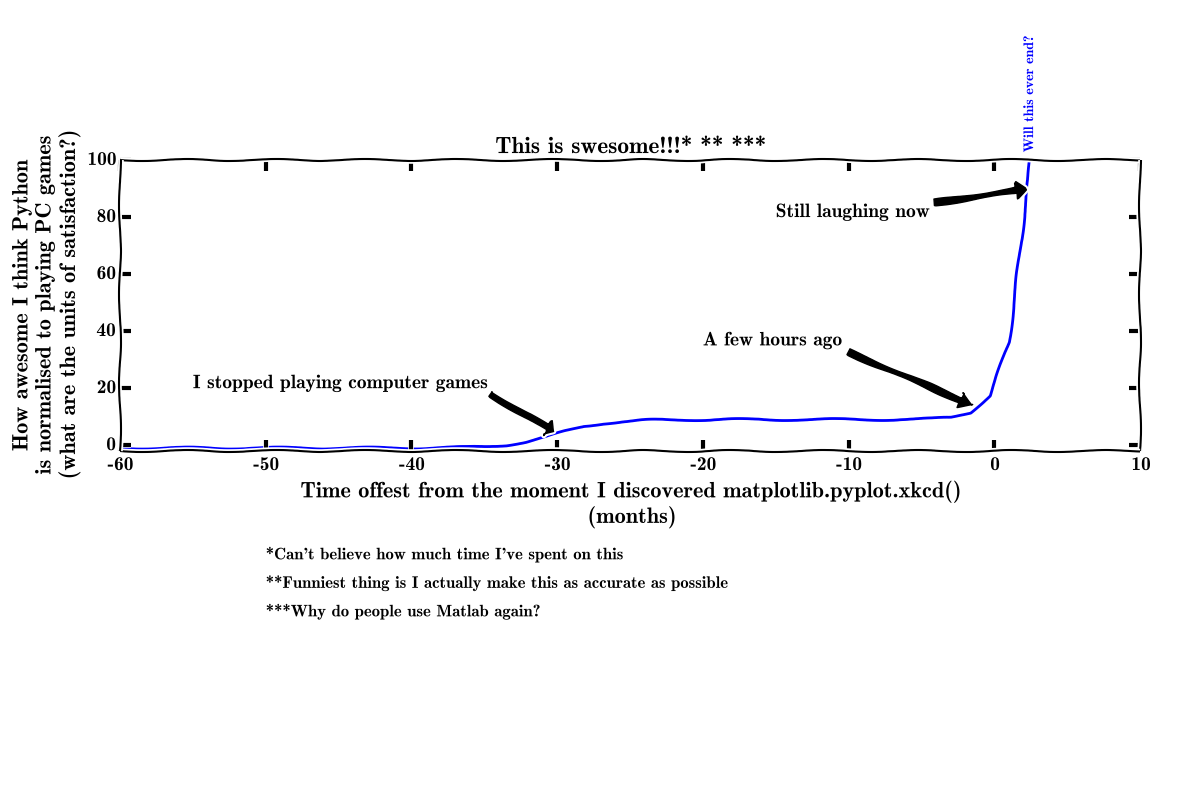 Will this ever end?
This is swesome!!!* ** ***
How awesome I think Python
is normalised to playing PC games
(what are the units of satisfaction?)
100
80
60
40
20
0
Still laughing now
A few hours ago
I stopped playing computer games
-60 -50 -40 -30 -20 -10 0 10
Time offest from the moment I discovered matplotlib.pyplot.xkcd()
(months)
*Can't believe how much time I've spent on this
**Funniest thing is I actually make this as accurate as possible
***Why do people use Matlab again?